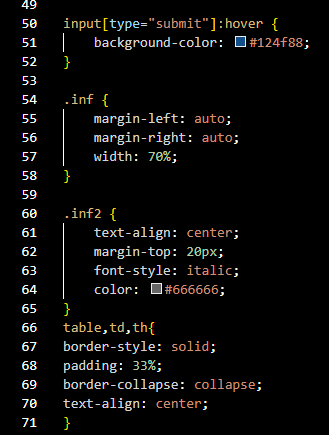 49
50 input[type="submit"]:hover {
51     background-color: #124f88;
52 }
53
54 .inf {
55     margin-left: auto;
56     margin-right: auto;
57     width: 70%;
58 }
59
60 .inf2 {
61     text-align: center;
62     margin-top: 20px;
63     font-style: italic;
64     color: #666666;
65 }
66 table,td,th{
67 border-style: solid;
68 padding: 33%;
69 border-collapse: collapse;
70 text-align: center;
71 }